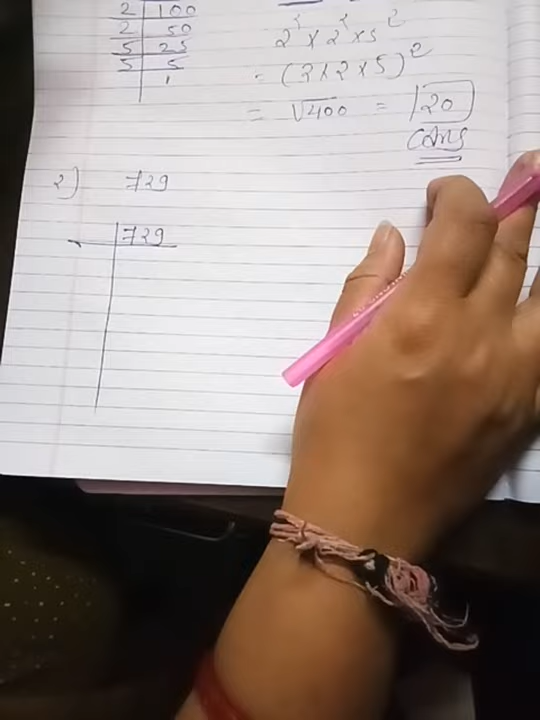 2 | 100
2 | 50
5 | 25
5 | 5
1
2² × 2² × 5²
= (2 × 2 × 5)²
= √400 = 20
Ans
2) 729
729